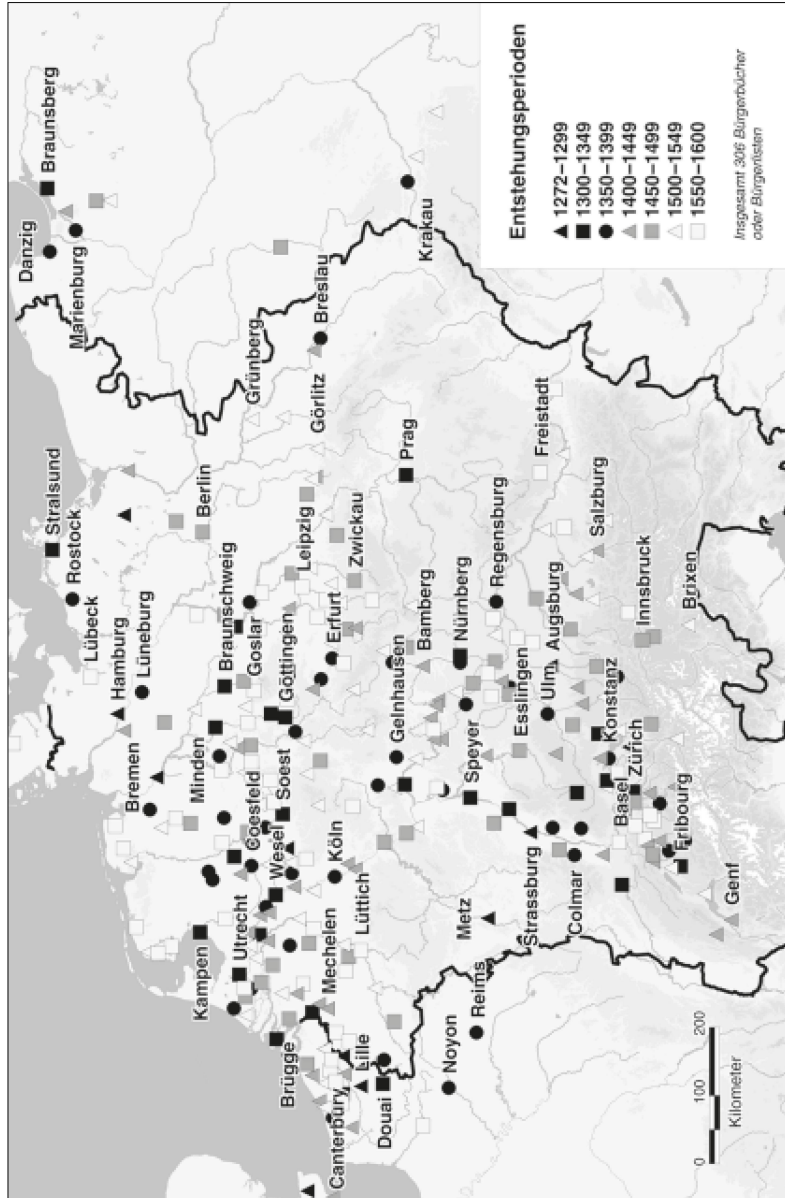 Braunsberg
Danzig
Marienburg
Krakau
Breslau
Grünberg
Görlitz
Prag
Freistadt
Stralsund
Rostock
Lübeck
Hamburg
Lüneburg
Berlin
Braunschweig
Goslar
Leipzig
Zwickau
Göttingen
Erfurt
Bamberg
Nürnberg
Regensburg
Salzburg
Augsburg
Innsbruck
Brixen
Bremen
Minden
Coesfeld
Soest
Gelnhausen
Wesel
Köln
Speyer
Esslingen
Ulm
Konstanz
Zürich
Basel
Fribourg
Genf
Kampen
Utrecht
Mechelen
Lüttich
Metz
Strassburg
Colmar
Brügge
Lille
Canterbury
Douai
Noyon
Reims
Entstehungsperioden
1272–1299
1300–1349
1350–1399
1400–1449
1450–1499
1500–1549
1550–1600
Insgesamt 306 Bürgerbücher
oder Bürgerlisten
0 100 200
Kilometer